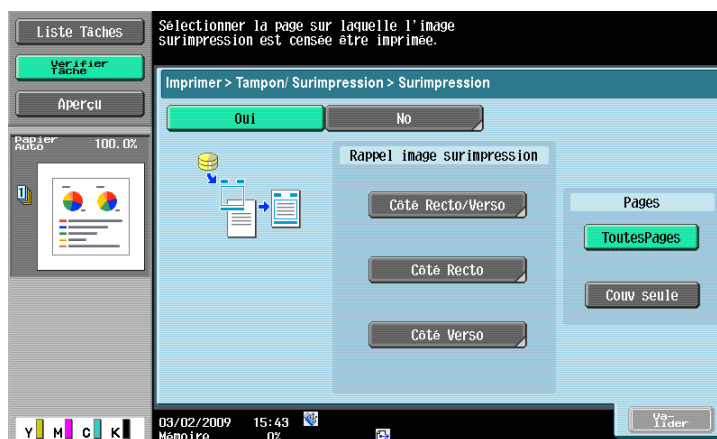 Liste Tâches
Vérifier
Tâche
Aperçu
Papier
Auto
100.0%
1
Y M C K
Sélectionner la page sur laquelle l'image
surimpression est censée être imprimée.
Imprimer > Tampon/ Surimpression > Surimpression
Oui
No
Rappel image surimpression
Côté Recto/Verso
Côté Recto
Côté Verso
Pages
ToutesPages
Couv seule
03/02/2009 15:43
Mémoire 0%
Va-
lider